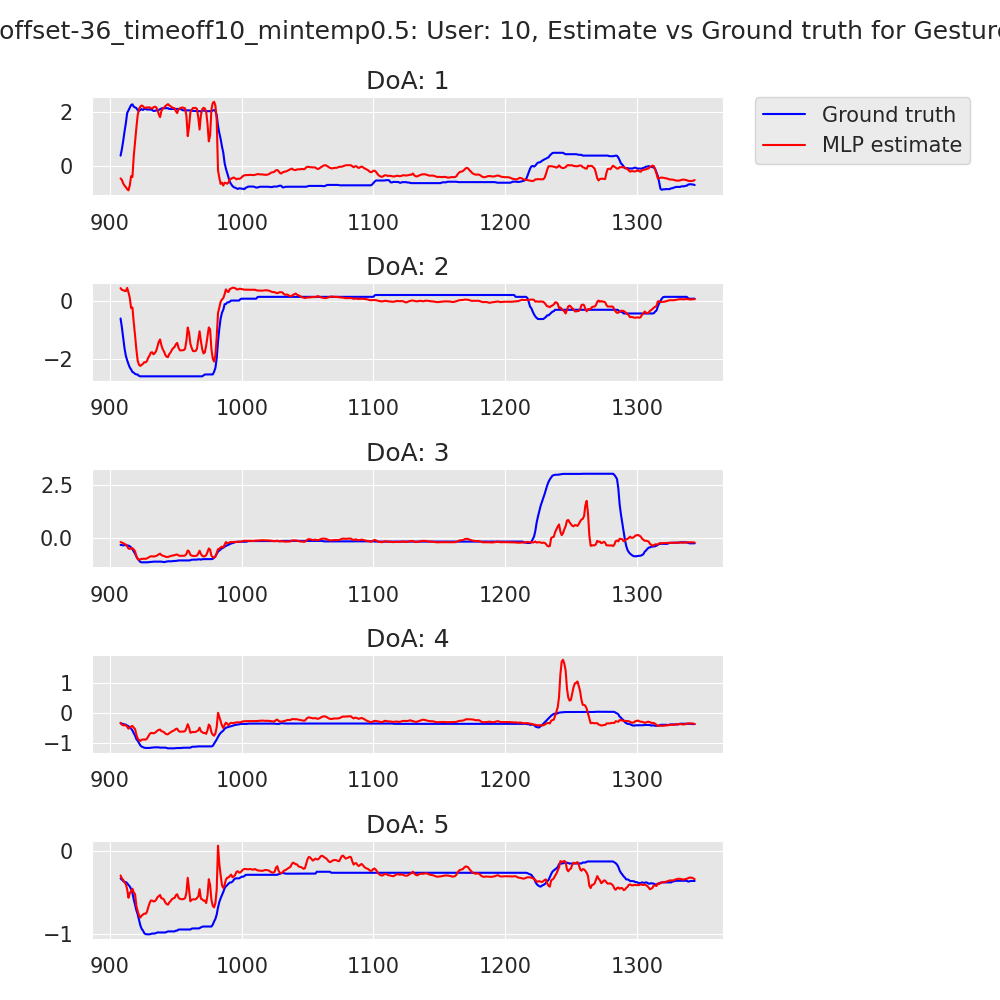 offset-36_timeoff10_mintemp0.5: User: 10, Estimate vs Ground truth for Gesture
DoA: 1
Ground truth
MLP estimate
2
0
900 1000 1100 1200 1300
DoA: 2
0
−2
900 1000 1100 1200 1300
DoA: 3
2.5
0.0
900 1000 1100 1200 1300
DoA: 4
1
0
−1
900 1000 1100 1200 1300
DoA: 5
0
−1
900 1000 1100 1200 1300